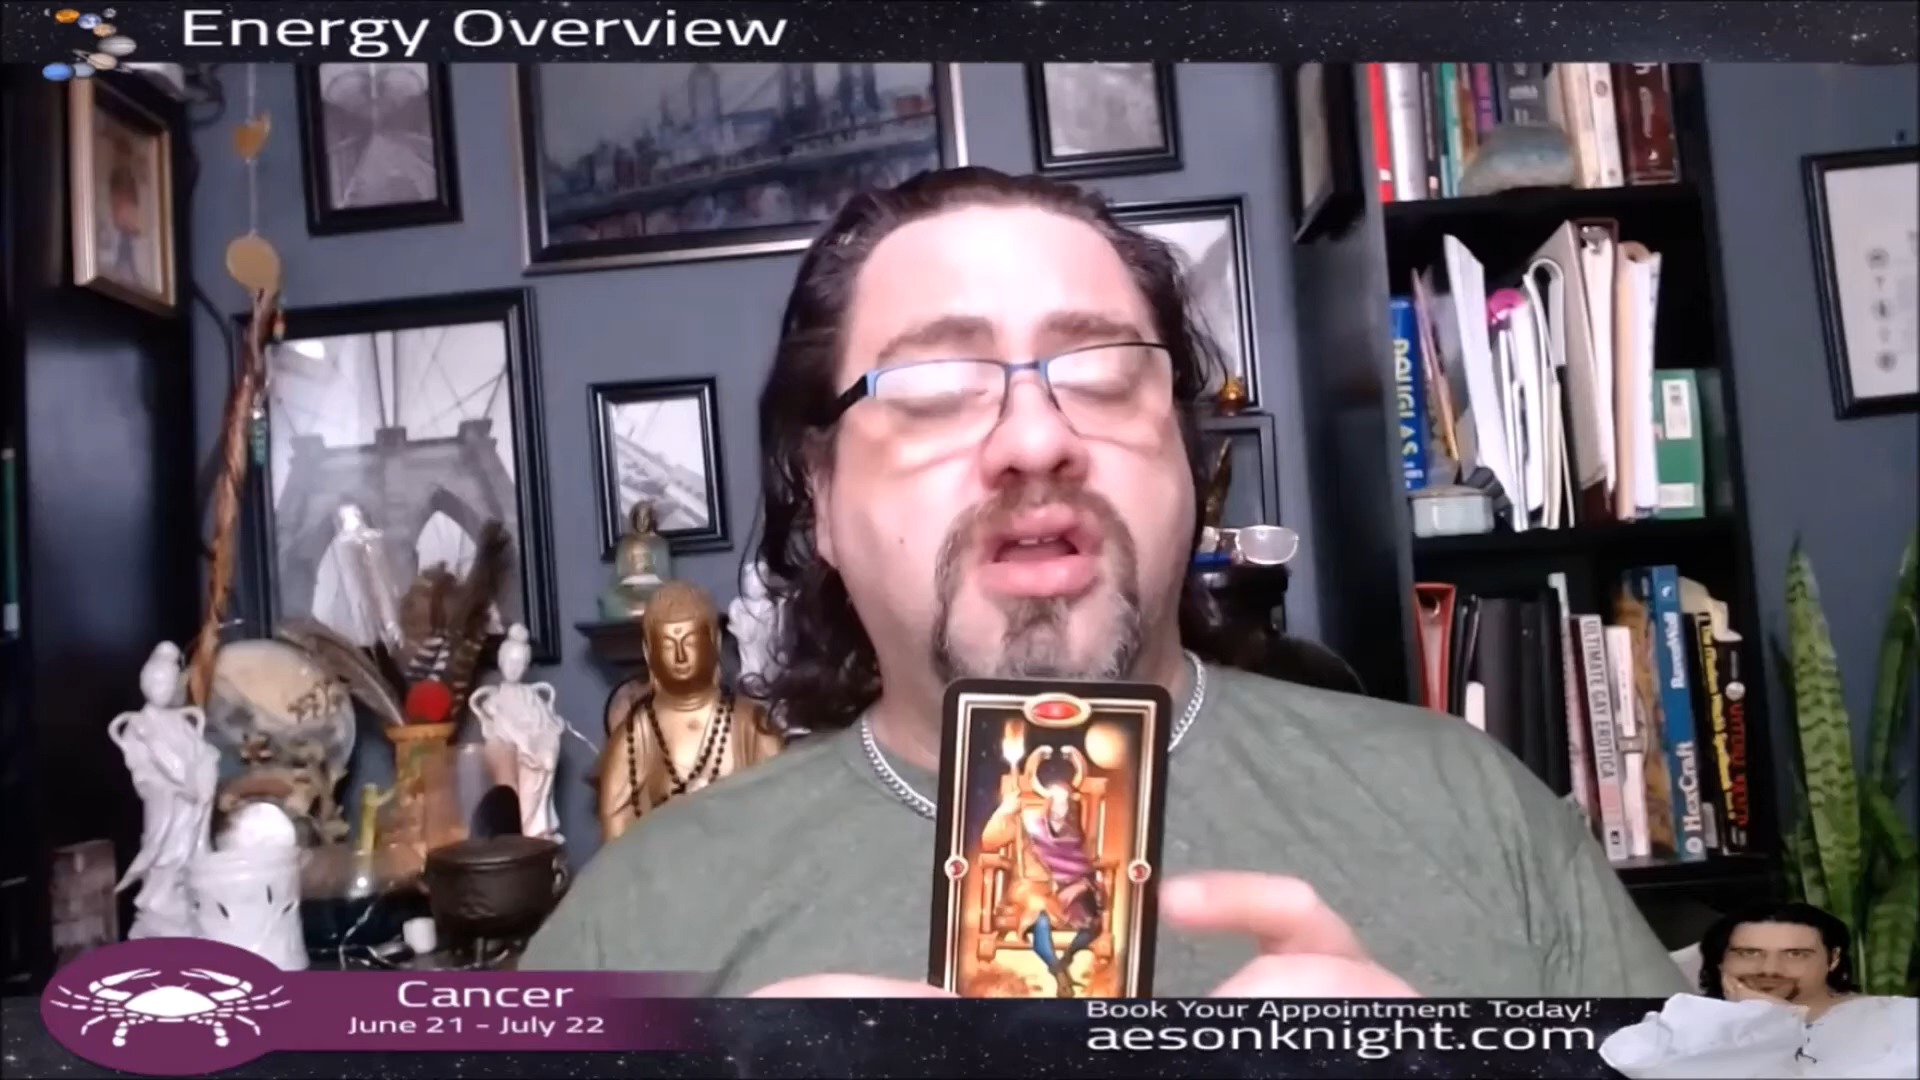 Energy Overview
ULTIMATE GAY EROTICA
HexCraft
Cancer
June 21 - July 22
Book Your Appointment Today!
aesonknight.com